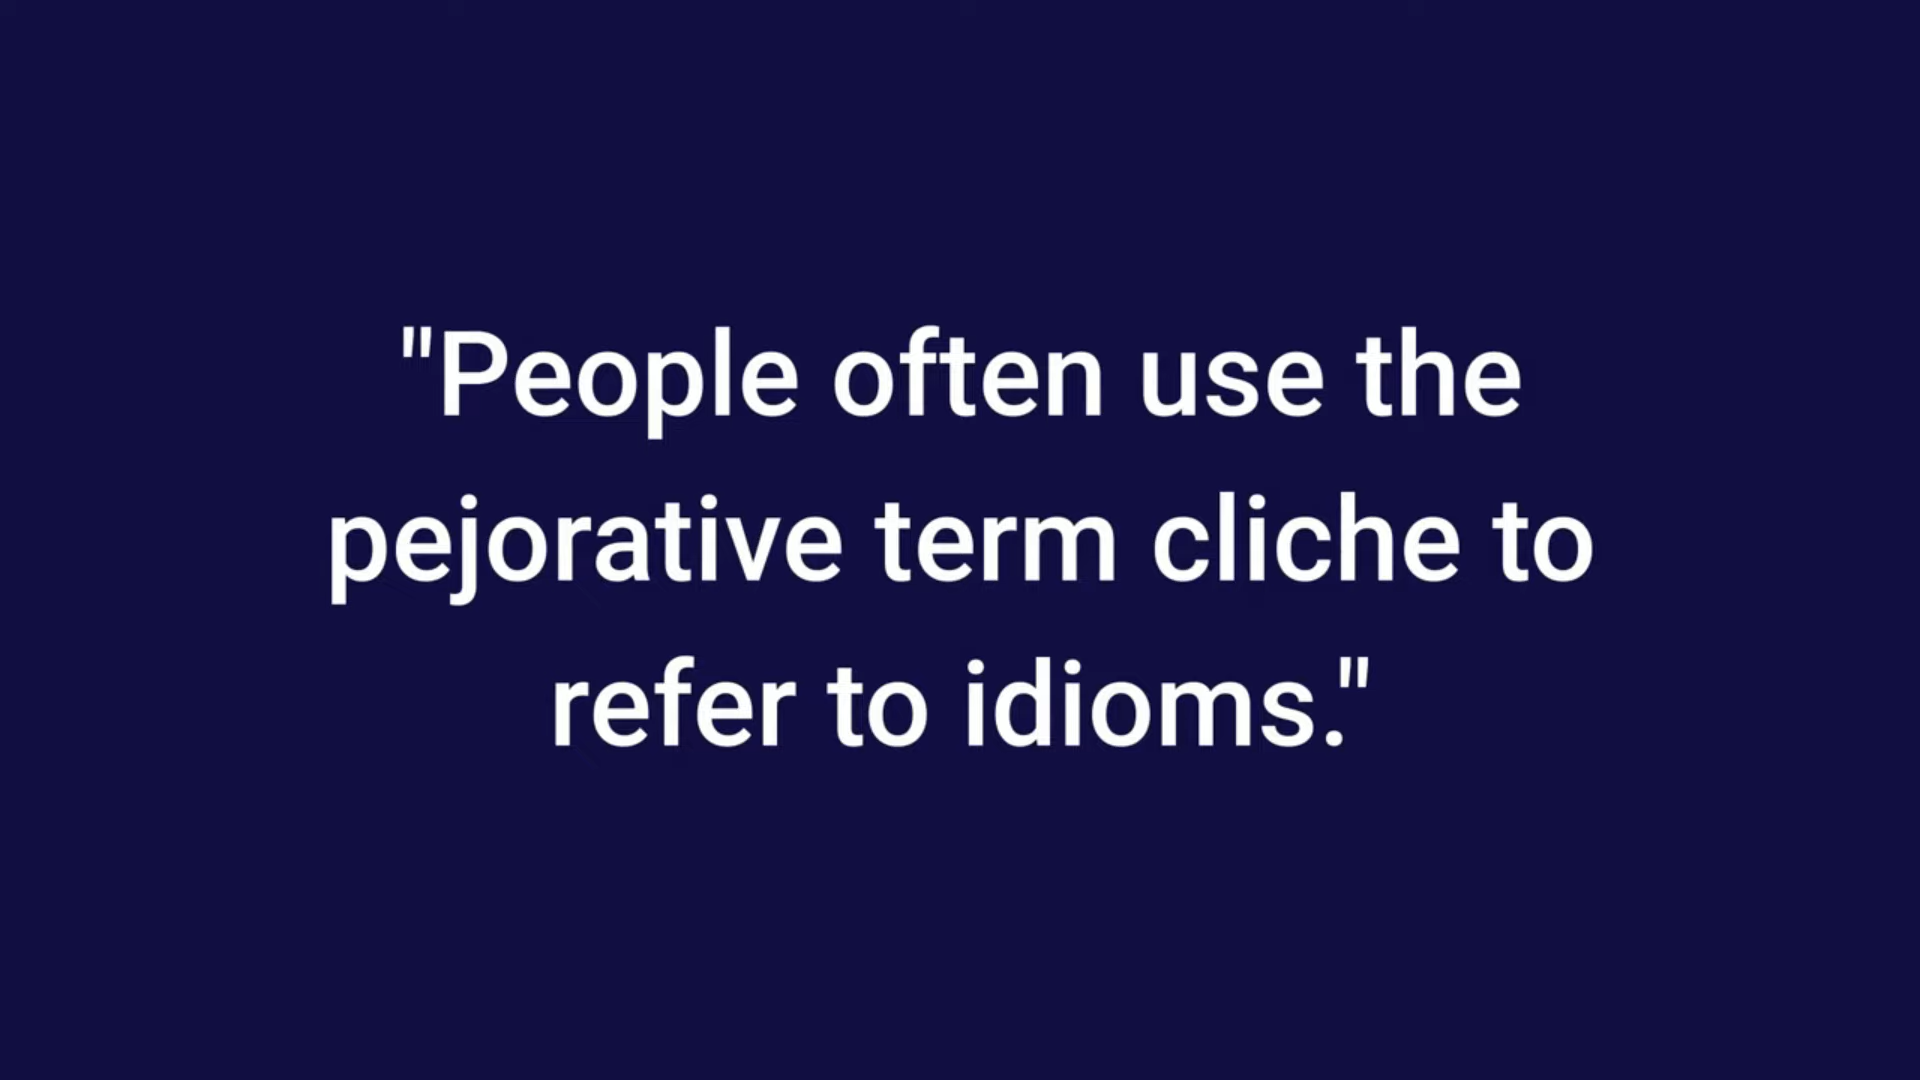 "People often use the
pejorative term cliche to
refer to idioms."